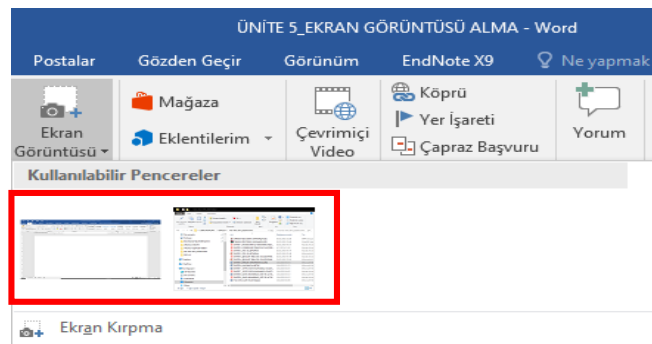 ÜNİTE 5_EKRAN GÖRÜNTÜSÜ ALMA - Word
Postalar Gözden Geçir Görünüm EndNote X9 Ne yapmak
Ekran Görüntüsü
Mağaza
Eklentilerim
Çevrimiçi Video
Köprü
Yer İşareti
Çapraz Başvuru
Yorum
Kullanılabilir Pencereler
Ekran Kırpma